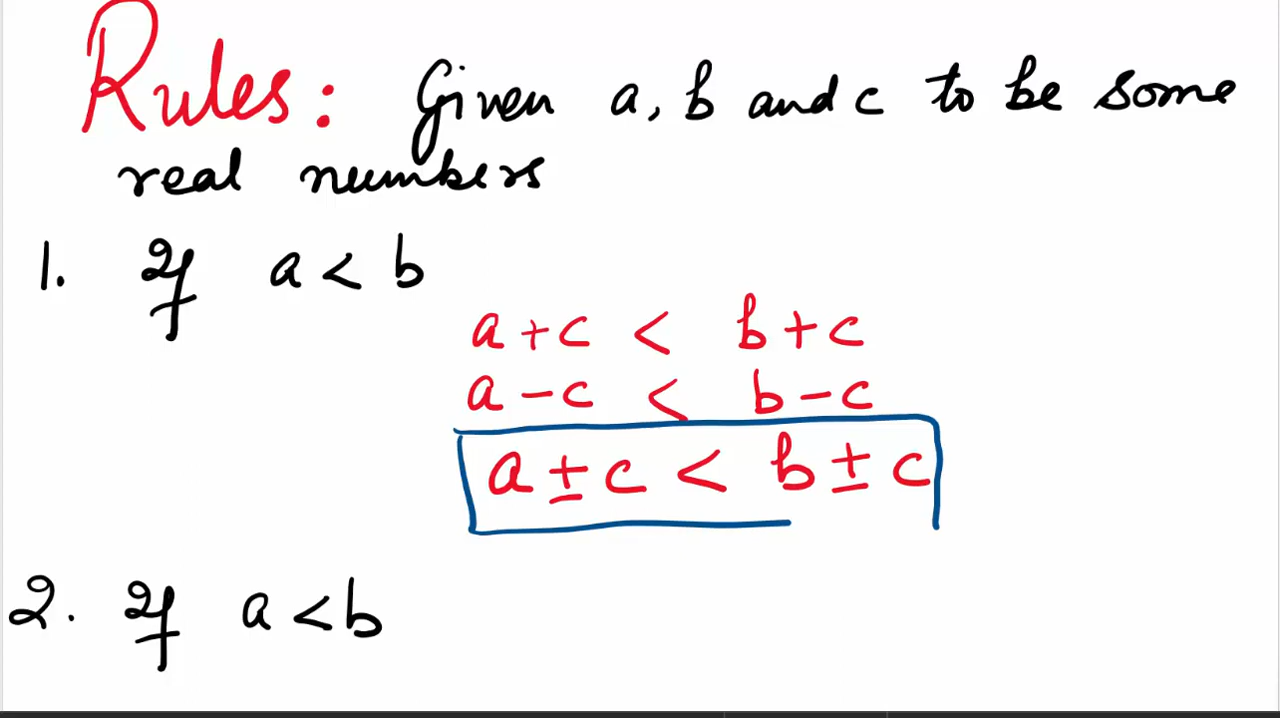 Rules: Given a, b and c to be some
real numbers
1. If a < b
a + c < b + c
a - c < b - c
a ± c < b ± c
2. If a < b